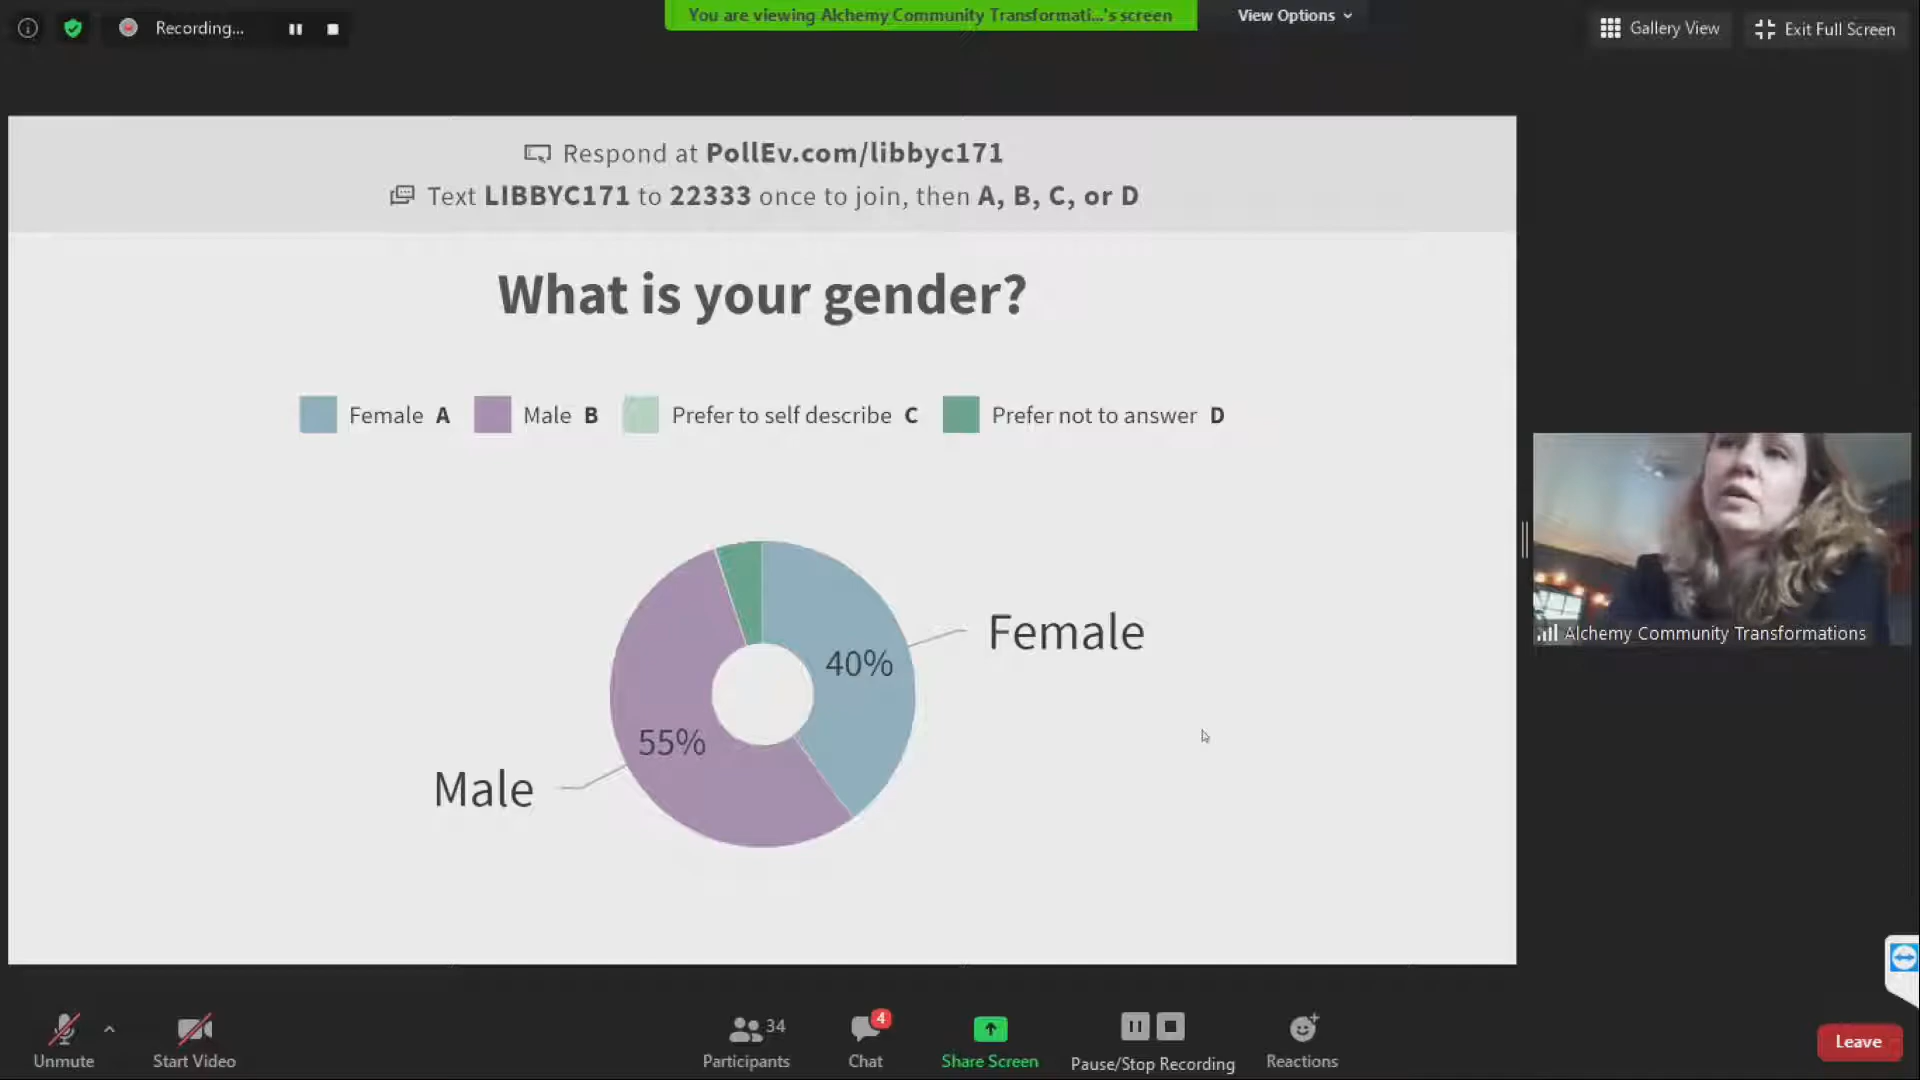 Recording...
You are viewing Alchemy Community Transformati...'s screen
View Options
Gallery View
Exit Full Screen
Respond at PollEv.com/libbyc171
Text LIBBYC171 to 22333 once to join, then A, B, C, or D
What is your gender?
Female A
Male B
Prefer to self describe C
Prefer not to answer D
Female
40%
55%
Male
Alchemy Community Transformations
Unmute
Start Video
34
Participants
4
Chat
Share Screen
Pause/Stop Recording
Reactions
Leave